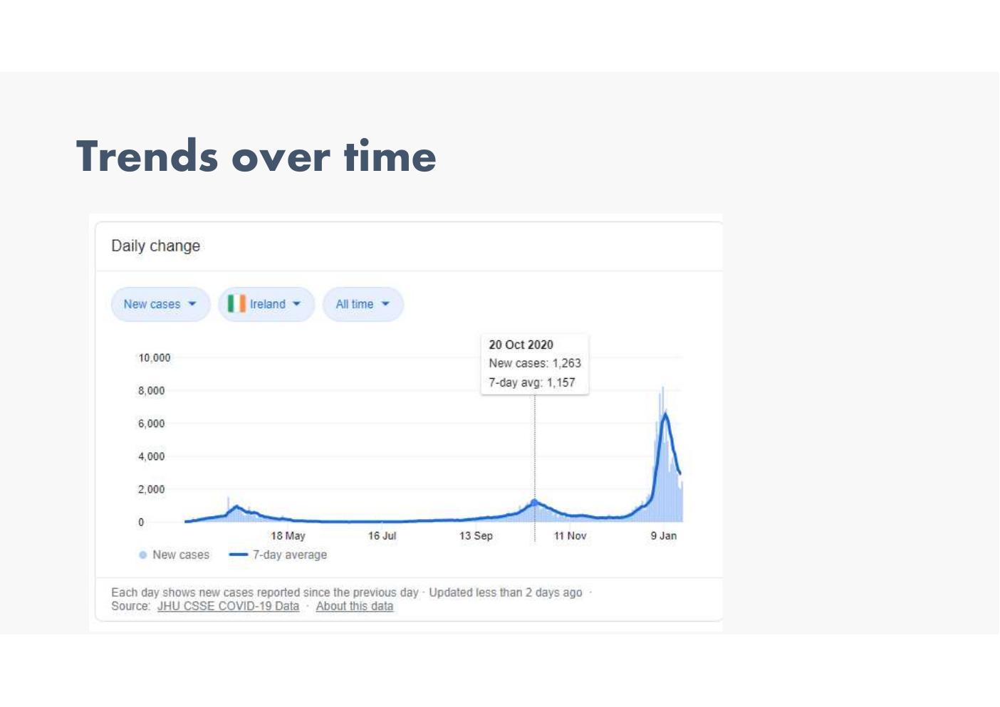 Trends over time
Daily change
New cases
Ireland
All time
20 Oct 2020
New cases: 1,263
7-day avg: 1,157
10,000
8,000
6,000
4,000
2,000
0
18 May
16 Jul
13 Sep
11 Nov
9 Jan
New cases
7-day average
Each day shows new cases reported since the previous day · Updated less than 2 days ago ·
Source: JHU CSSE COVID-19 Data · About this data